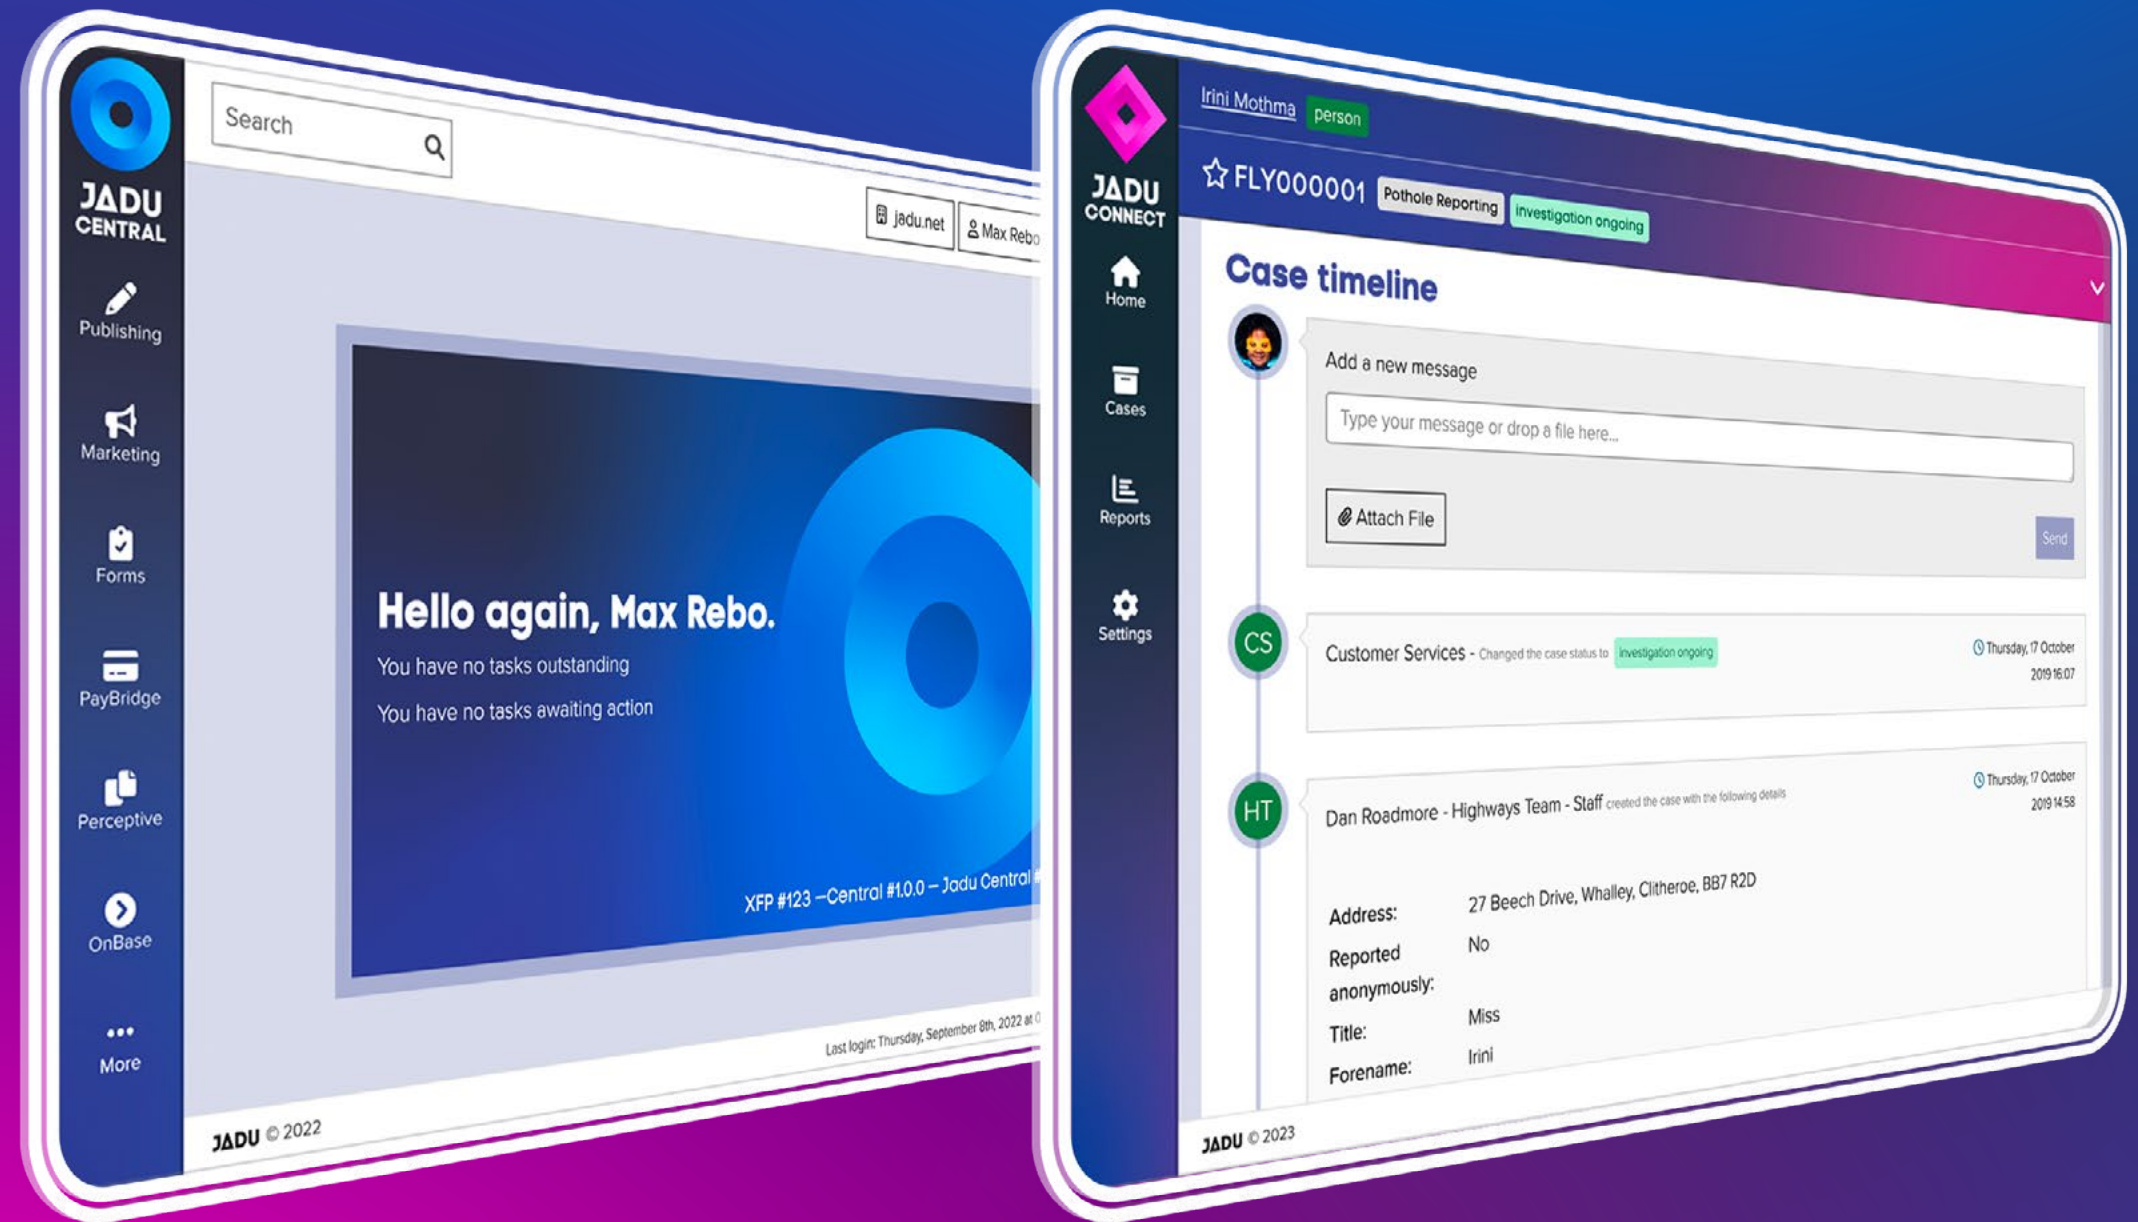 JADU
CENTRAL
Publishing
Marketing
Forms
PayBridge
Perceptive
OnBase
More
Search
jadu.net
Max Rebo
Hello again, Max Rebo.
You have no tasks outstanding
You have no tasks awaiting action
XFP #123 –Central #1.0.0 – Jadu Central #
Last login: Thursday, September 8th, 2022 at 0
JADU © 2022
JADU
CONNECT
Home
Cases
Reports
Settings
Irini Mothma person
FLY000001 Pothole Reporting investigation ongoing
Case timeline
Add a new message
Type your message or drop a file here...
Attach File
Send
CS
Customer Services - Changed the case status to investigation ongoing
Thursday, 17 October
2019 16:07
HT
Dan Roadmore - Highways Team - Staff created the case with the following details
Thursday, 17 October
2019 14:58
Address: 27 Beech Drive, Whalley, Clitheroe, BB7 R2D
Reported No
anonymously:
Title: Miss
Forename: Irini
JADU © 2023